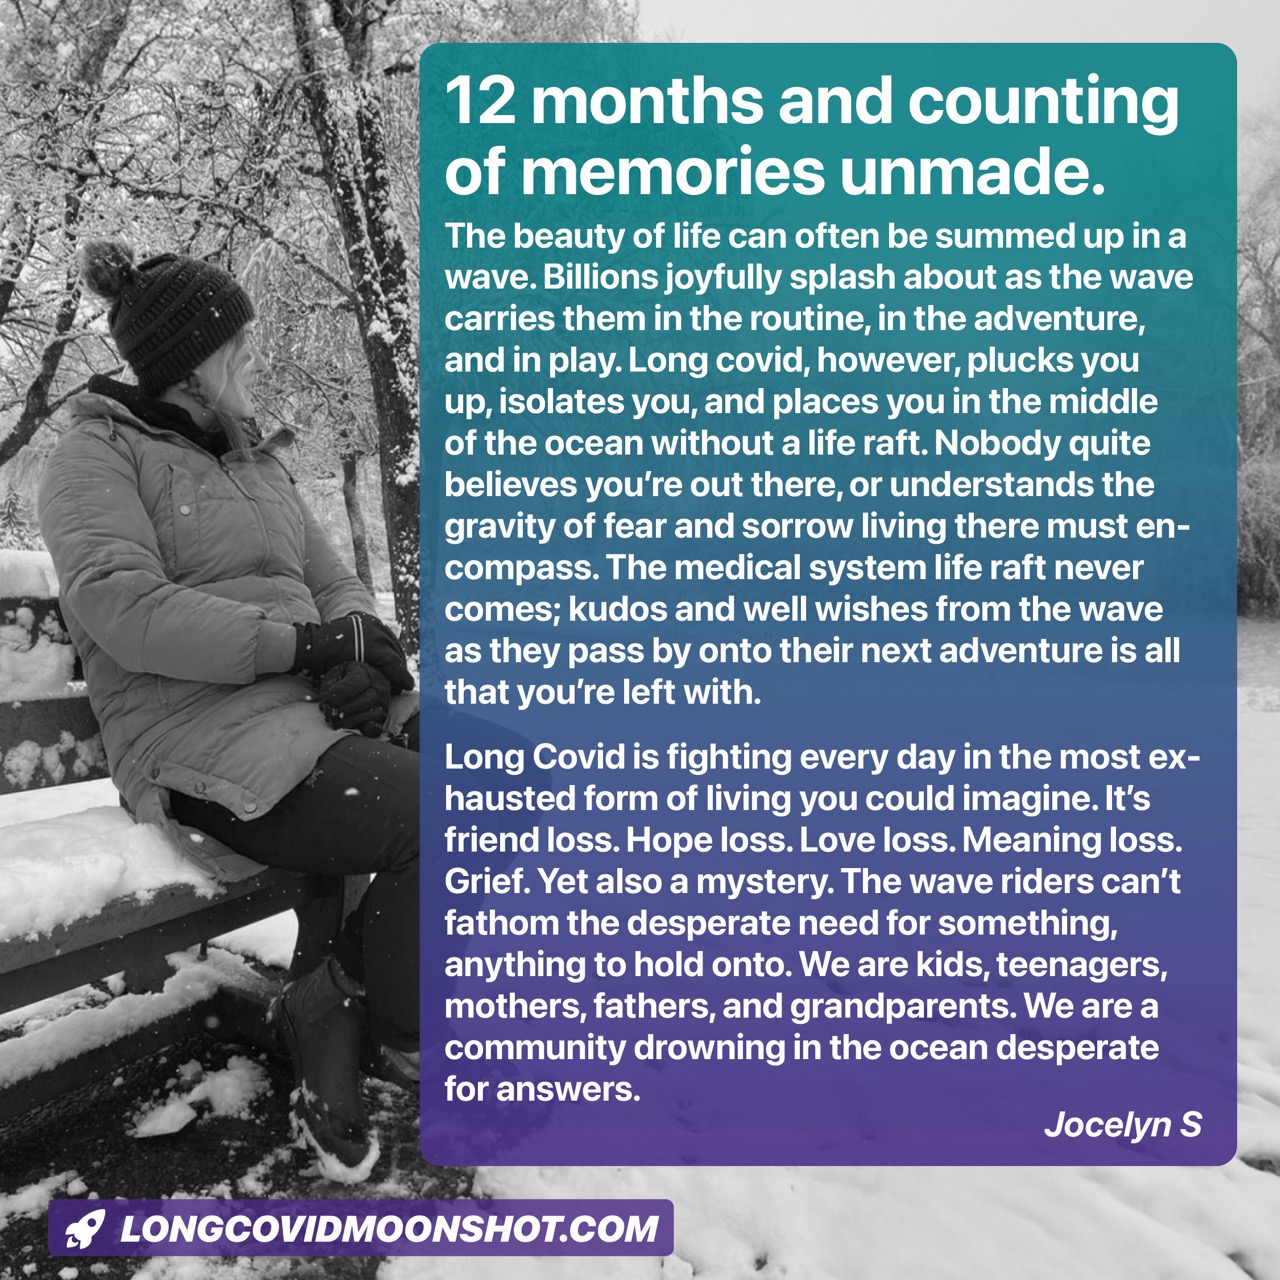 12 months and counting
of memories unmade.
The beauty of life can often be summed up in a
wave. Billions joyfully splash about as the wave
carries them in the routine, in the adventure,
and in play. Long covid, however, plucks you
up, isolates you, and places you in the middle
of the ocean without a life raft. Nobody quite
believes you’re out there, or understands the
gravity of fear and sorrow living there must en-
compass. The medical system life raft never
comes; kudos and well wishes from the wave
as they pass by onto their next adventure is all
that you’re left with.
Long Covid is fighting every day in the most ex-
hausted form of living you could imagine. It’s
friend loss. Hope loss. Love loss. Meaning loss.
Grief. Yet also a mystery. The wave riders can’t
fathom the desperate need for something,
anything to hold onto. We are kids, teenagers,
mothers, fathers, and grandparents. We are a
community drowning in the ocean desperate
for answers.
Jocelyn S
LONGCOVIDMOONSHOT.COM